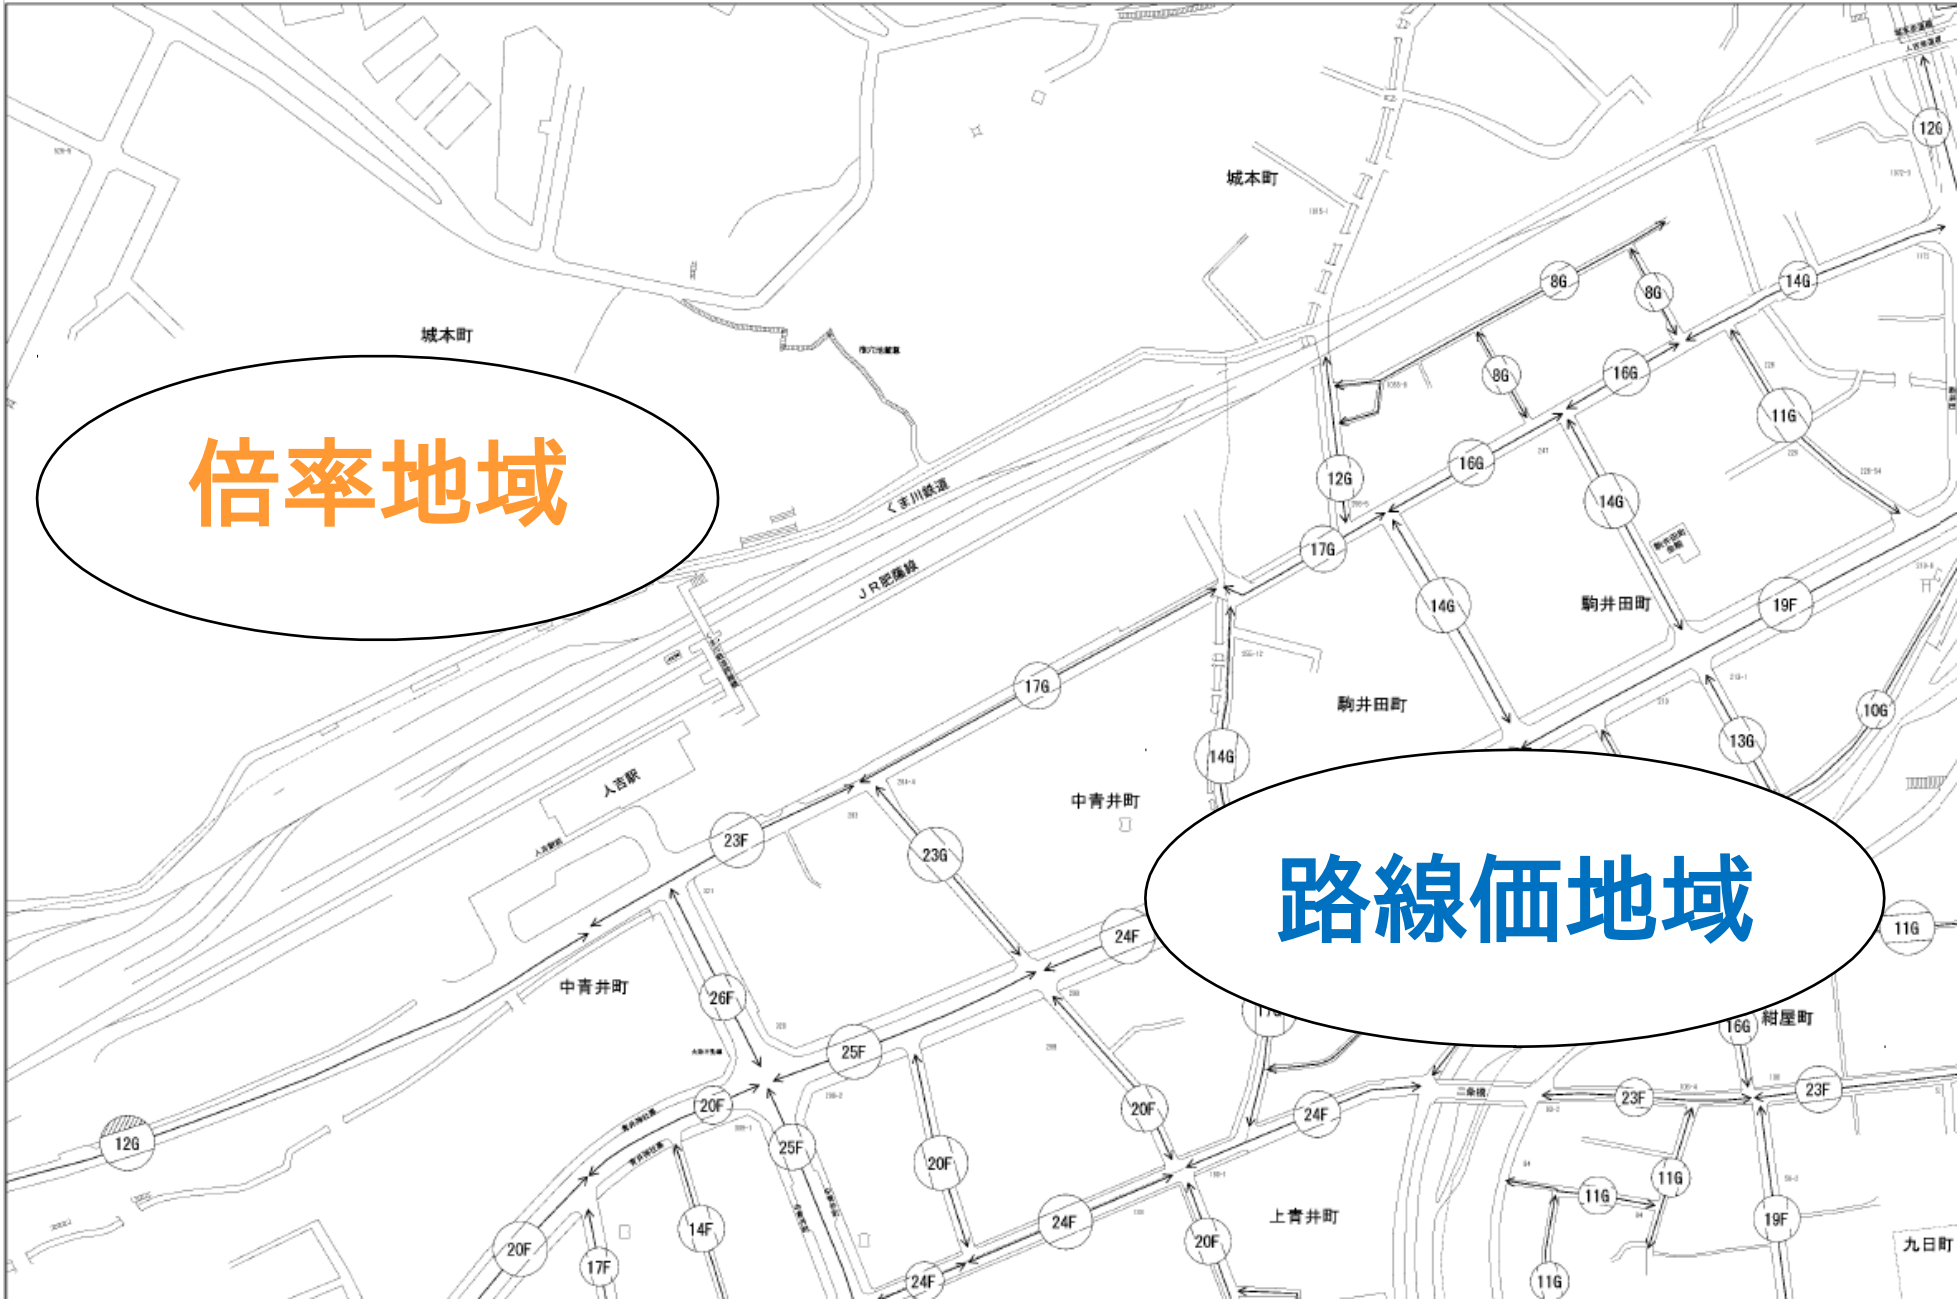 12G
城本町
8G
8G
14G
城本町
8G
16G
11G
倍率地域
くま川鉄道
12G
16G
14G
17G
JR肥薩線
14G
駒井田町
19F
17G
駒井田町
10G
13G
14G
人吉駅
中青井町
23F
23G
路線価地域
24F
11G
中青井町
26F
16G
紺屋町
25F
20F
20F
24F
二条橋
23F
23F
12G
25F
20F
11G
11G
14F
24F
上青井町
19F
20F
20F
九日町
17F
24F
11G